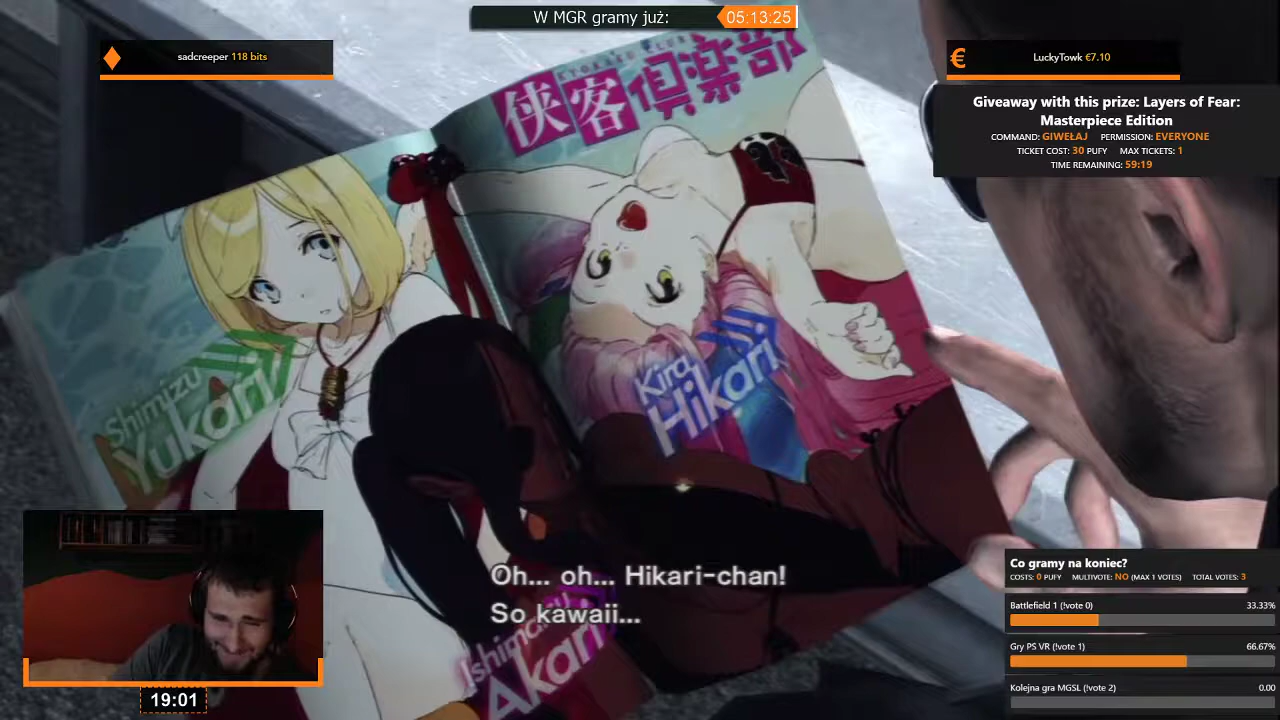 W MGR gramy już:
05:13:25
sadcreeper 118 bits
€
LuckyTowk €7.10
Giveaway with this prize: Layers of Fear:
Masterpiece Edition
COMMAND: GIWEŁAJ PERMISSION: EVERYONE
TICKET COST: 30 PUFY MAX TICKETS: 1
TIME REMAINING: 59:19
KYOKAKU CLUB
侠客倶楽部
Shimizu
Yukari
Kira
Hikari
Oh... oh... Hikari-chan!
So kawaii...
Ishimaru
Akari
19:01
Co gramy na koniec?
COSTS: 0 PUFY MULTIVOTE: NO (MAX 1 VOTES) TOTAL VOTES: 3
Battlefield 1 (!vote 0) 33.33%
Gry PS VR (!vote 1) 66.67%
Kolejna gra MGSL (!vote 2) 0.00